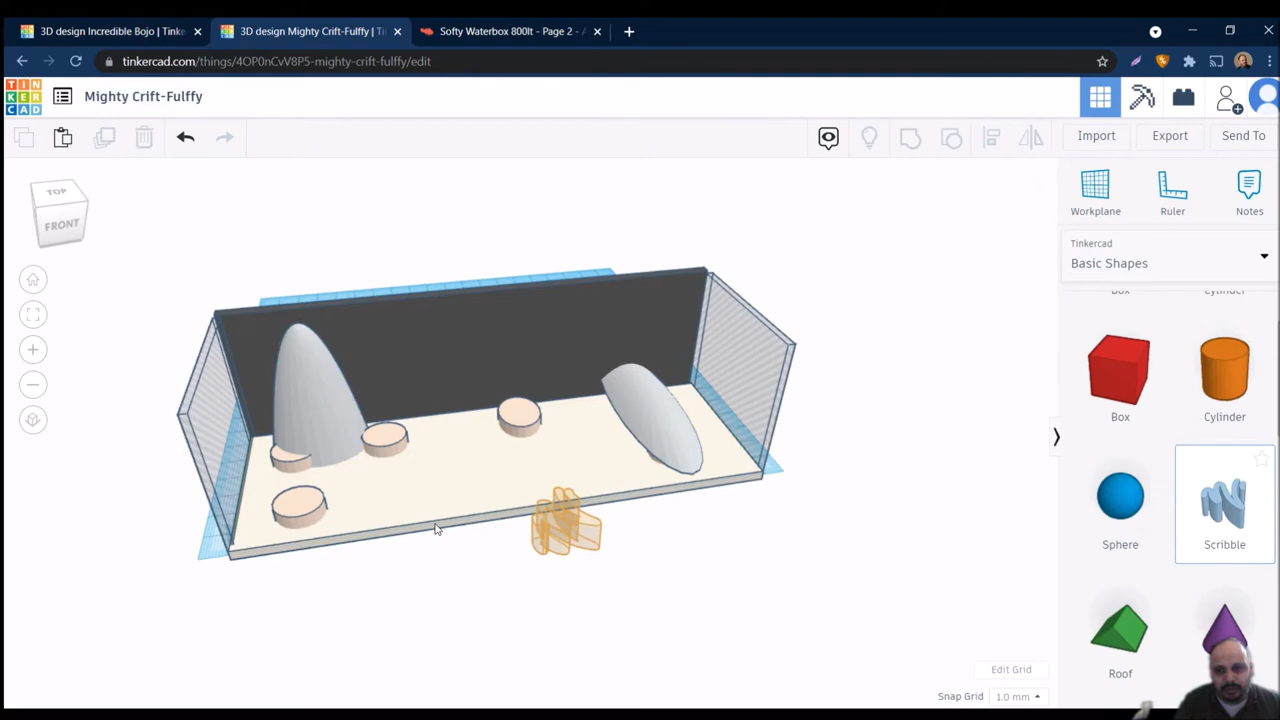 3D design Incredible Bojo | Tinke
3D design Mighty Crift-Fulffy | Ti
Softy Waterbox 800lt - Page 2 - A
tinkercad.com/things/4OP0nCvV8P5-mighty-crift-fulffy/edit
TIN
KER
CAD
Mighty Crift-Fulffy
Import
Export
Send To
TOP
FRONT
Workplane
Ruler
Notes
Tinkercad
Basic Shapes
Box
Cylinder
Box
Cylinder
Sphere
Scribble
Roof
Edit Grid
Snap Grid
1.0 mm